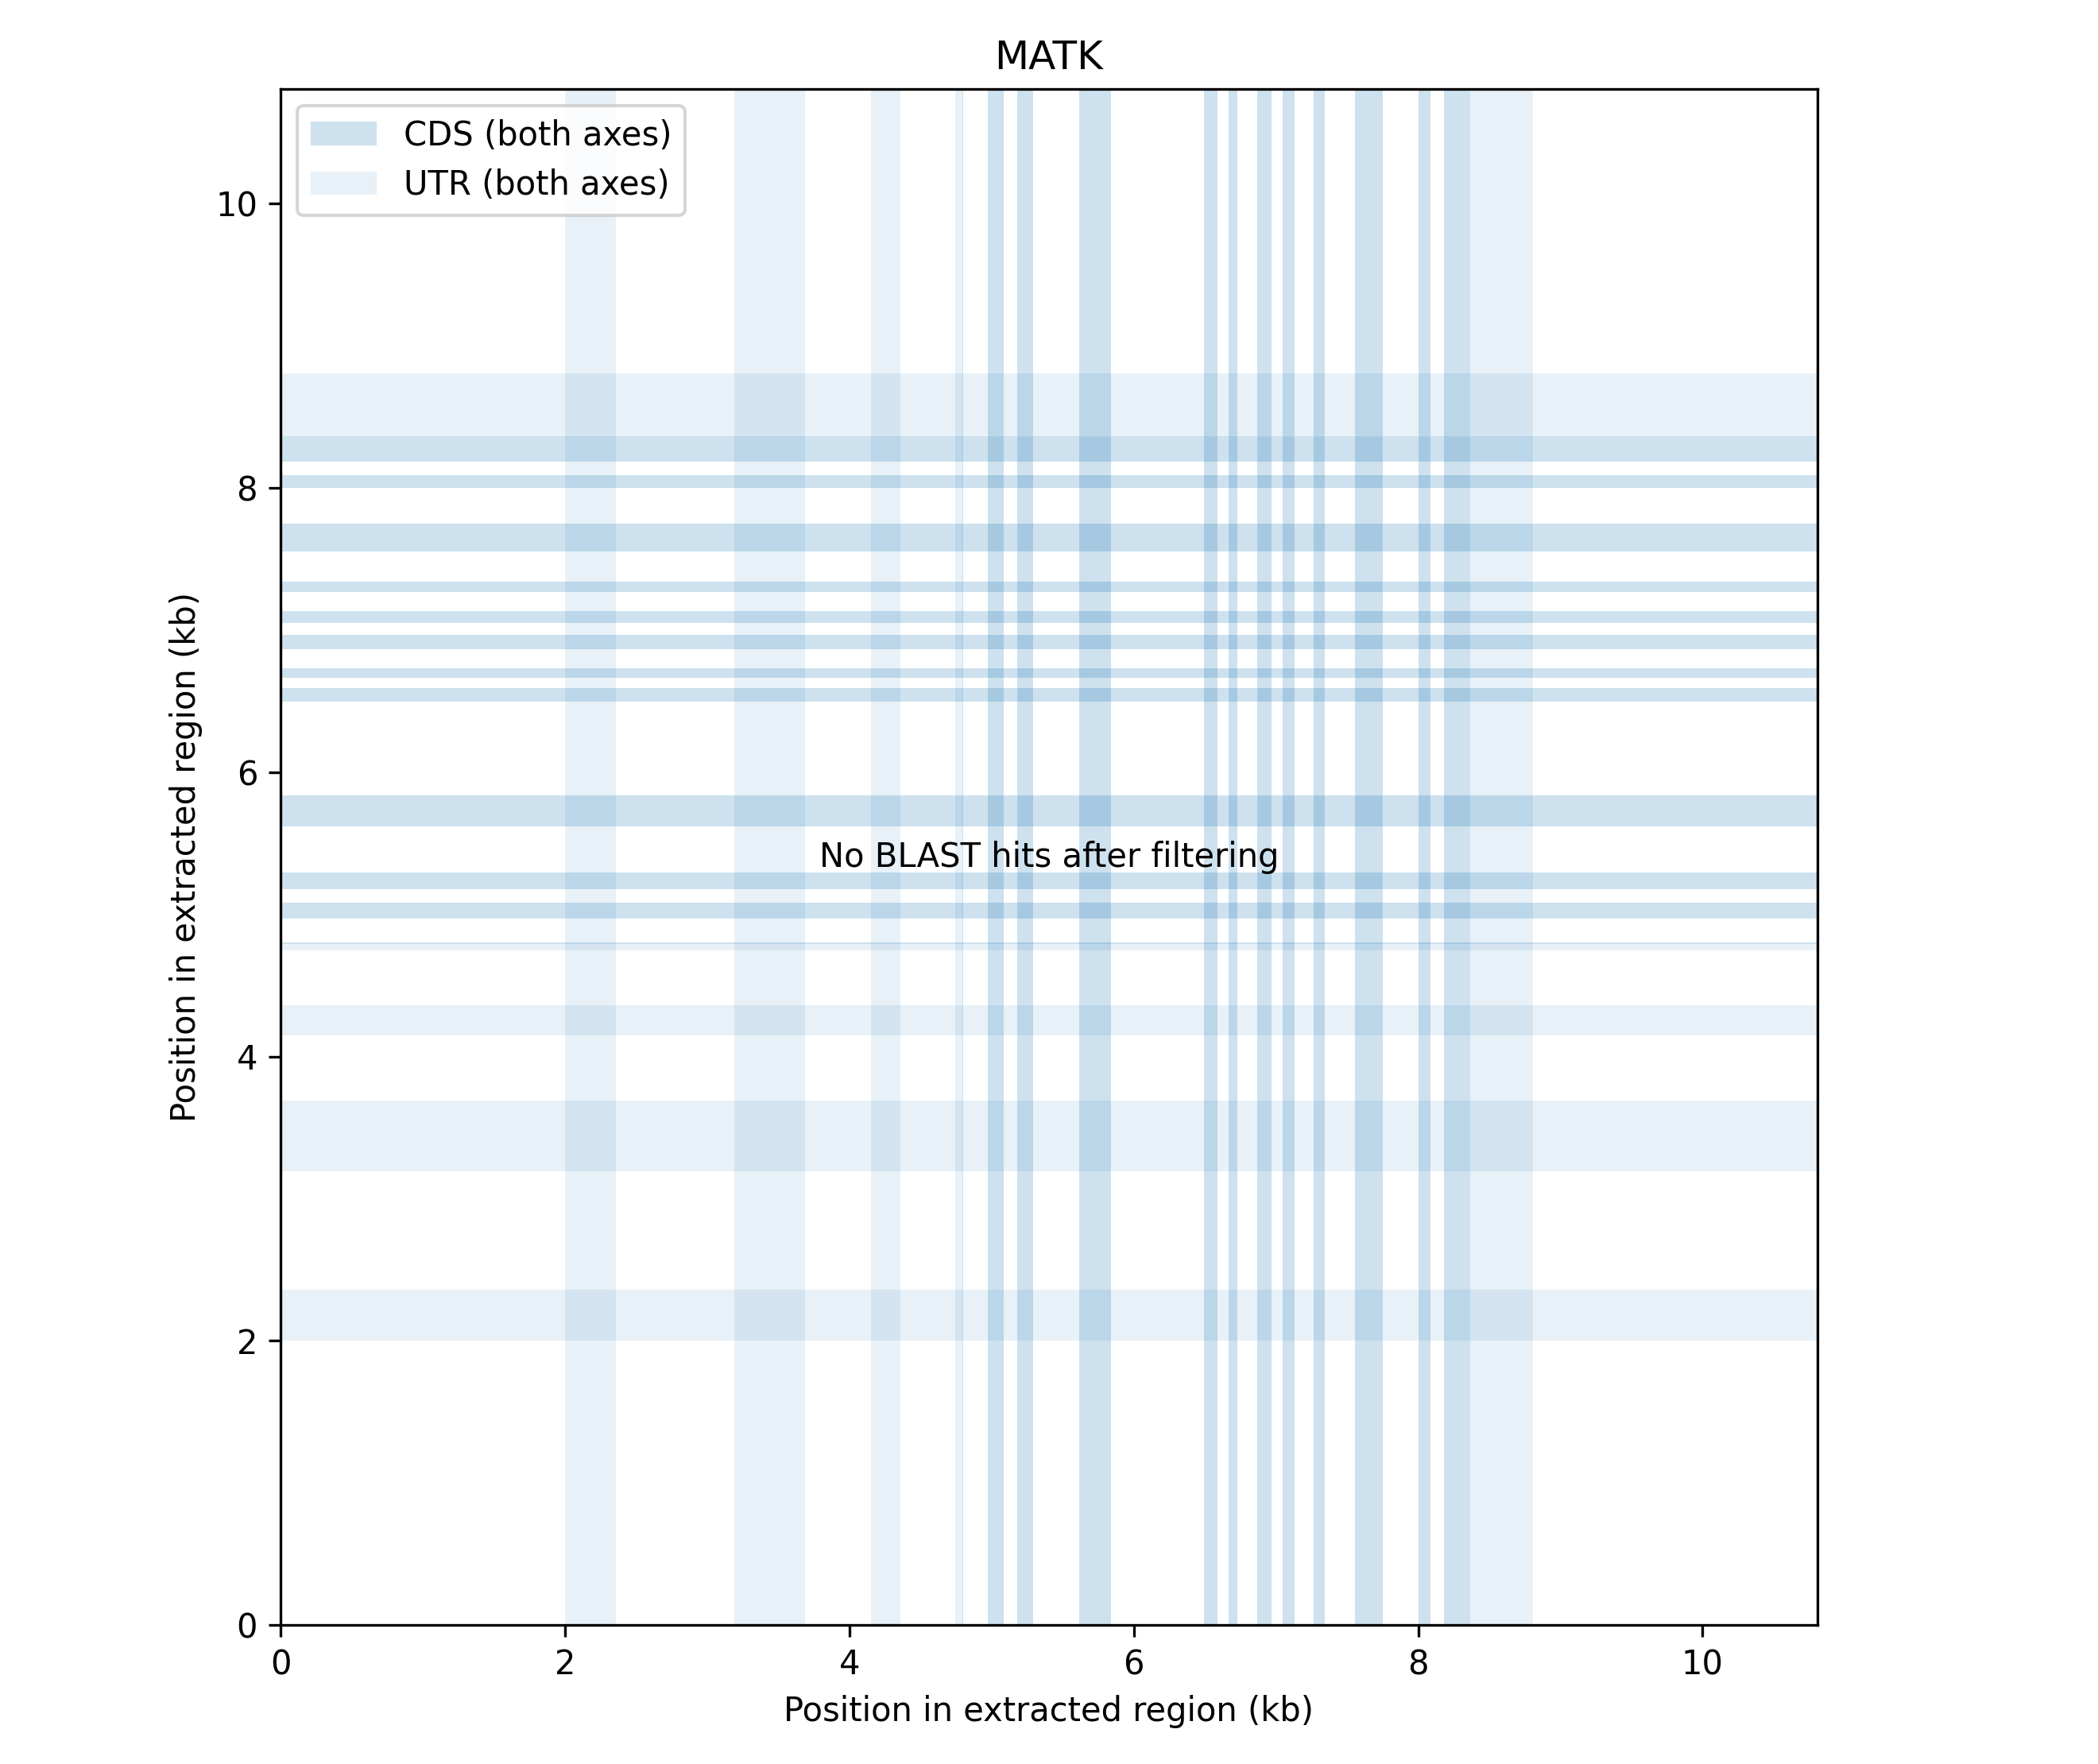 MATK
CDS (both axes)
UTR (both axes)
10
8
6
4
2
0
Position in extracted region (kb)
No BLAST hits after filtering
0 2 4 6 8 10
Position in extracted region (kb)